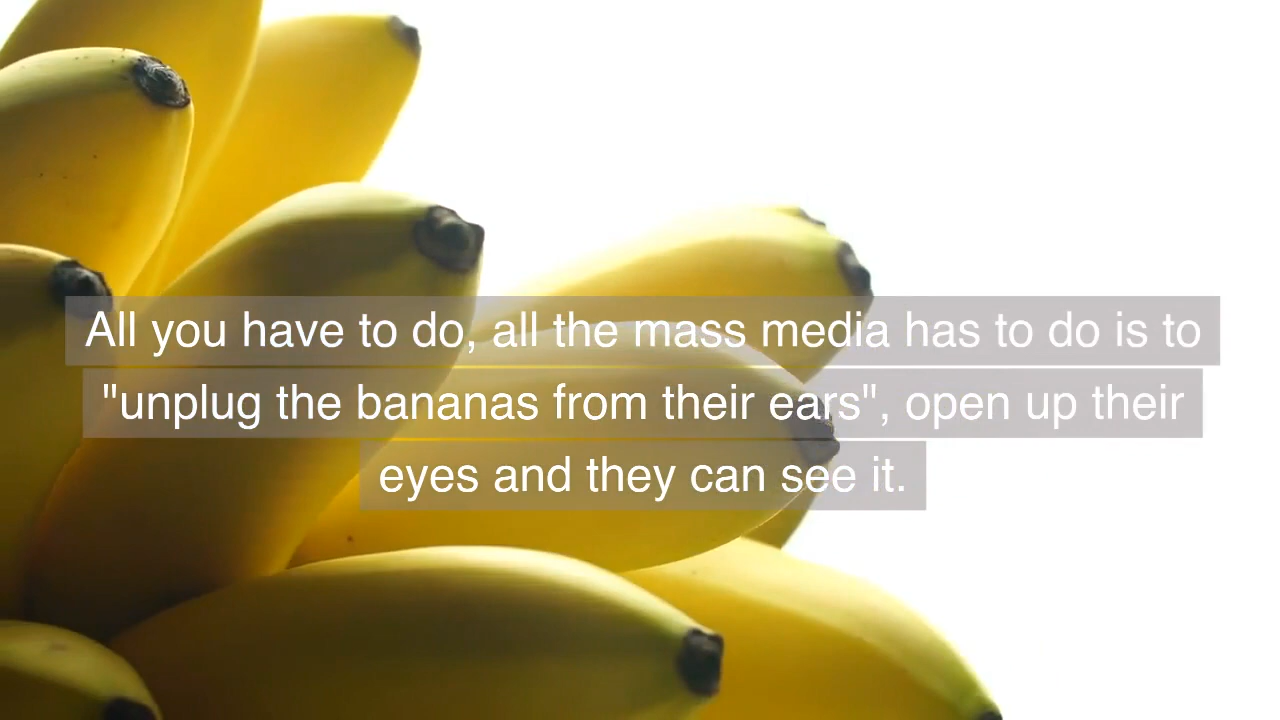 All you have to do, all the mass media has to do is to
"unplug the bananas from their ears", open up their
eyes and they can see it.